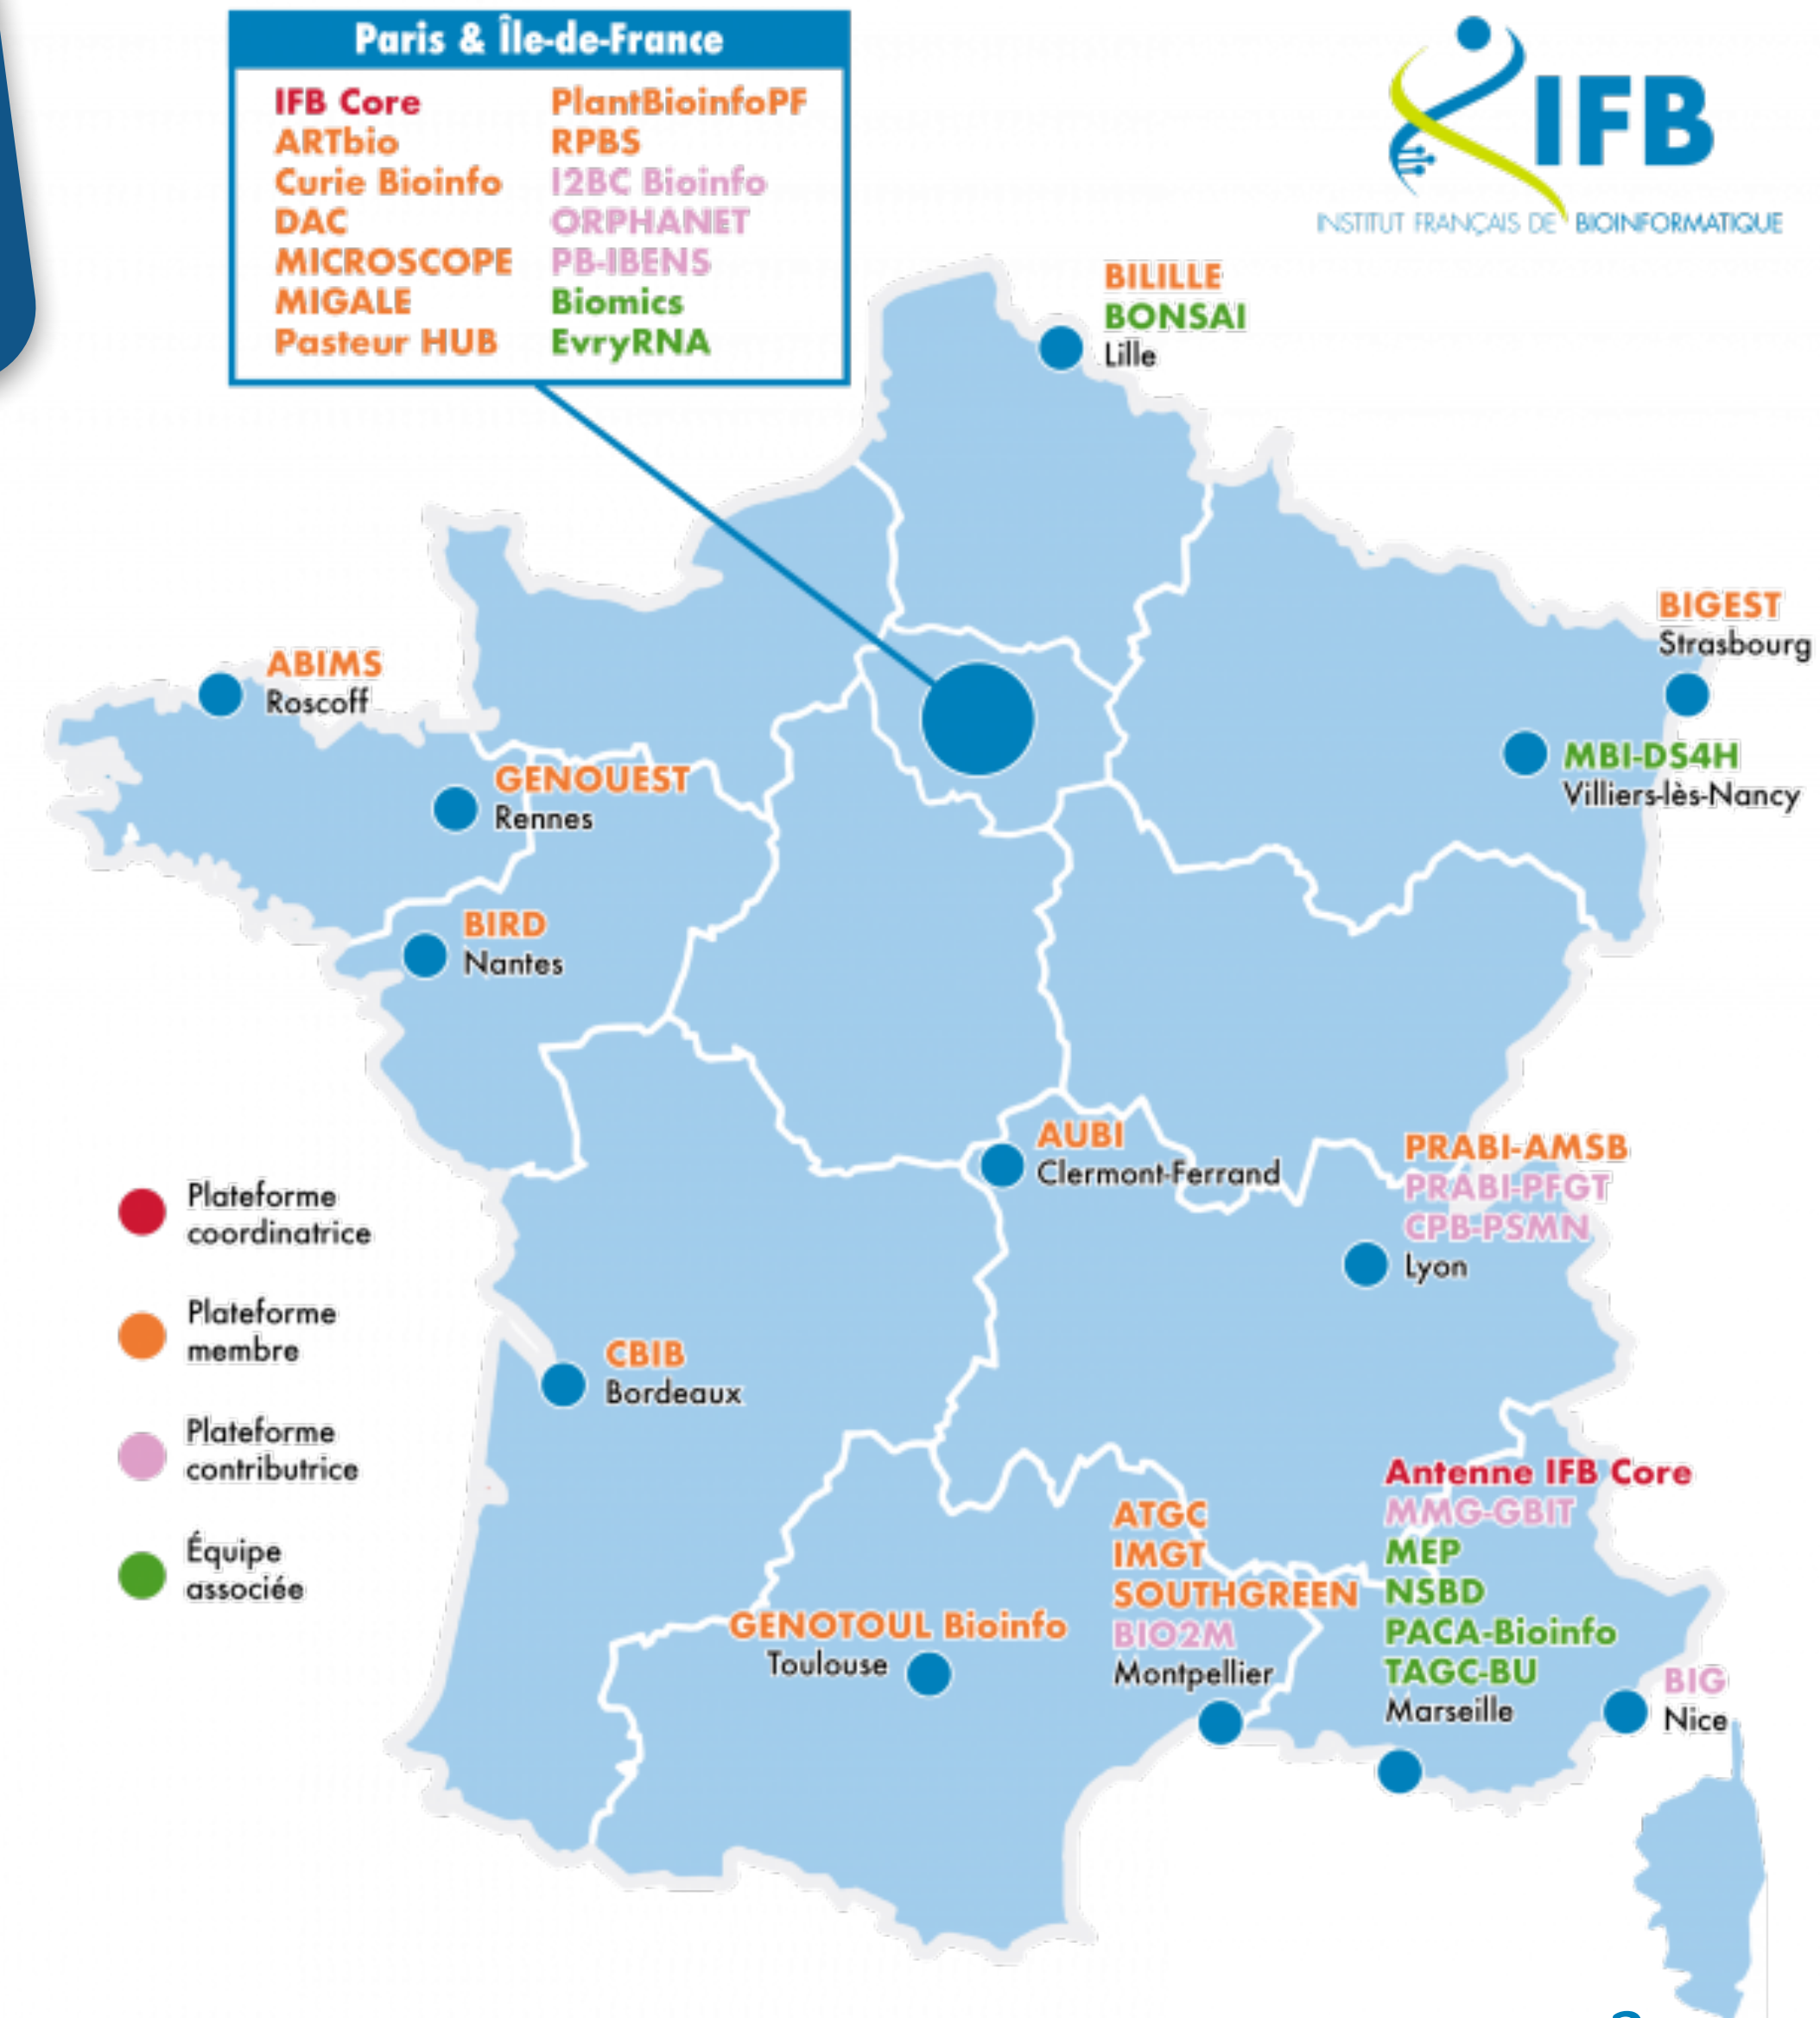 Paris & Île-de-France
IFB Core
ARTbio
Curie Bioinfo
DAC
MICROSCOPE
MIGALE
Pasteur HUB
PlantBioinfoPF
RPBS
I2BC Bioinfo
ORPHANET
PB-IBENS
Biomics
EvryRNA
IFB
INSTITUT FRANÇAIS DE BIOINFORMATIQUE
BILILLE
BONSAI
Lille
BIGEST
Strasbourg
ABIMS
Roscoff
MBI-DS4H
Villiers-lès-Nancy
GENOUEST
Rennes
BIRD
Nantes
AUBI
Clermont-Ferrand
PRABI-AMSB
PRABI-PFGT
CPB-PSMN
Lyon
Plateforme
coordinatrice
Plateforme
membre
Plateforme
contributrice
Équipe
associée
CBIB
Bordeaux
GENOTOUL Bioinfo
Toulouse
ATGC
IMGT
SOUTHGREEN
BIO2M
Montpellier
Antenne IFB Core
MMG-GBIT
MEP
NSBD
PACA-Bioinfo
TAGC-BU
Marseille
BIG
Nice